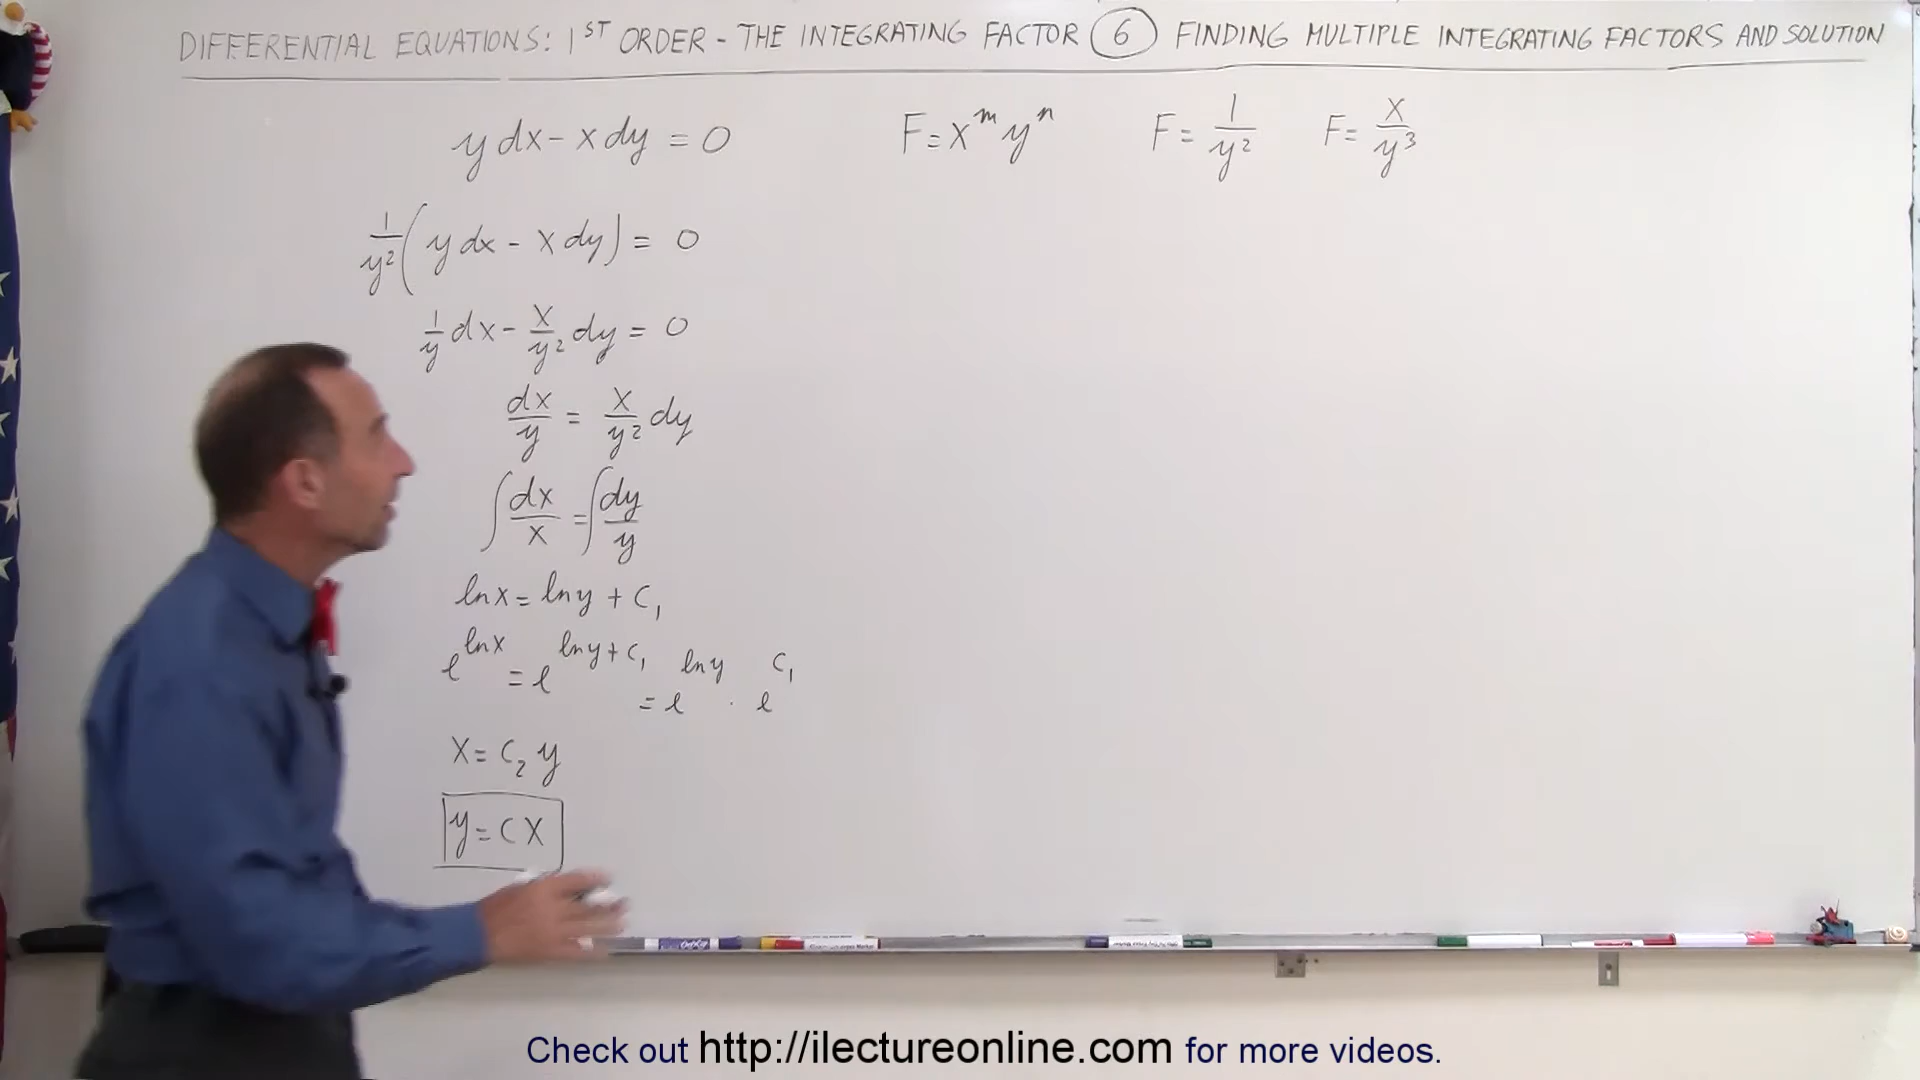 DIFFERENTIAL EQUATIONS: 1ST ORDER - THE INTEGRATING FACTOR 6 FINDING MULTIPLE INTEGRATING FACTORS AND SOLUTION
y dx - x dy = 0 F = x^m y^n F = 1/y² F = x/y³
1/y² (y dx - x dy) = 0
1/y dx - x/y² dy = 0
dx/y = x/y² dy
∫ dx/x = ∫ dy/y
ln x = ln y + C₁
e^(ln x) = e^(ln y + C₁) = e^(ln y) · e^(C₁)
x = C₂ y
y = C x
Check out http://ilectureonline.com for more videos.